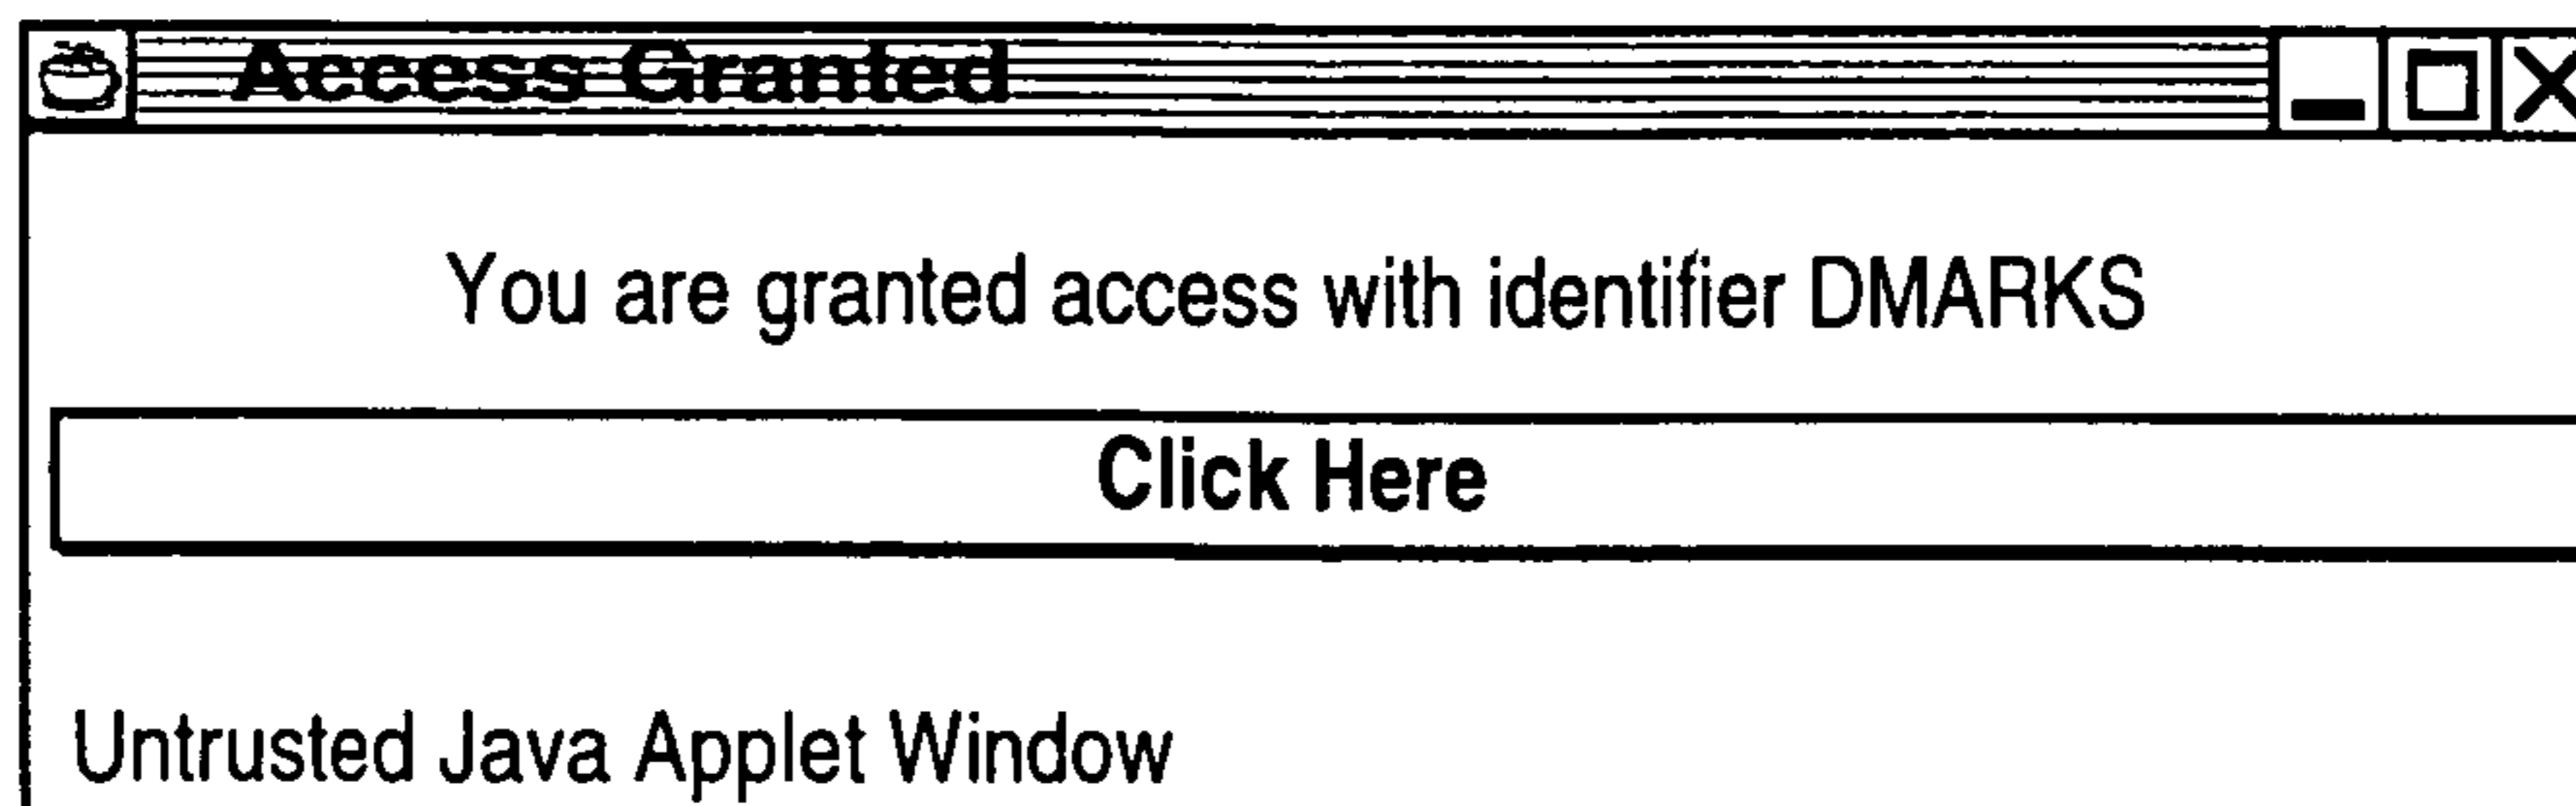 Access Granted
You are granted access with identifier DMARKS
Click Here
Untrusted Java Applet Window